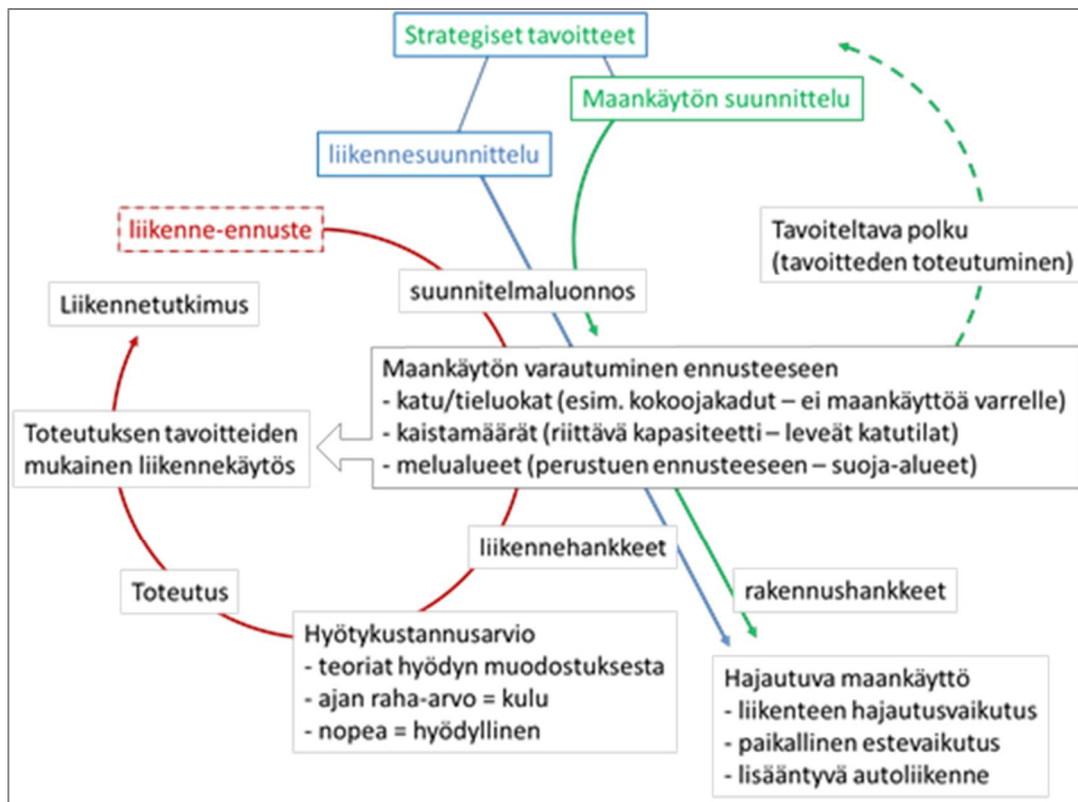 Strategiset tavoitteet
Maankäytön suunnittelu
liikennesuunnittelu
liikenne-ennuste
Tavoiteltava polku
(tavoitteden toteutuminen)
suunnitelmaluonnos
Liikennetutkimus
Maankäytön varautuminen ennusteeseen
- katu/tieluokat (esim. kokoojakadut – ei maankäyttöä varrelle)
- kaistamäärät (riittävä kapasiteetti – leveät katutilat)
- melualueet (perustuen ennusteeseen – suoja-alueet)
Toteutuksen tavoitteiden
mukainen liikennekäytös
liikennehankkeet
Toteutus
rakennushankkeet
Hyötykustannusarvio
- teoriat hyödyn muodostuksesta
- ajan raha-arvo = kulu
- nopea = hyödyllinen
Hajautuva maankäyttö
- liikenteen hajautusvaikutus
- paikallinen estevaikutus
- lisääntyvä autoliikenne